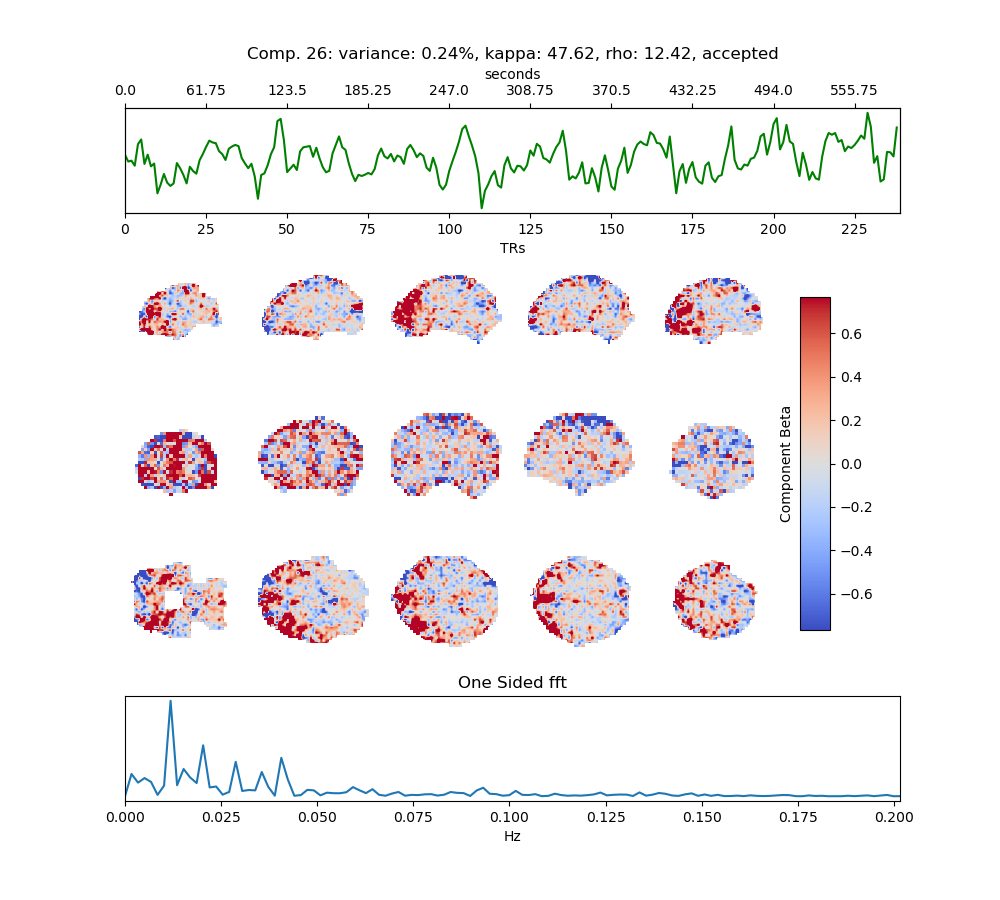 Comp. 26: variance: 0.24%, kappa: 47.62, rho: 12.42, accepted
seconds
0.0 61.75 123.5 185.25 247.0 308.75 370.5 432.25 494.0 555.75
0 25 50 75 100 125 150 175 200 225
TRs
0.6
0.4
0.2
0.0
−0.2
−0.4
−0.6
Component Beta
One Sided fft
0.000 0.025 0.050 0.075 0.100 0.125 0.150 0.175 0.200
Hz